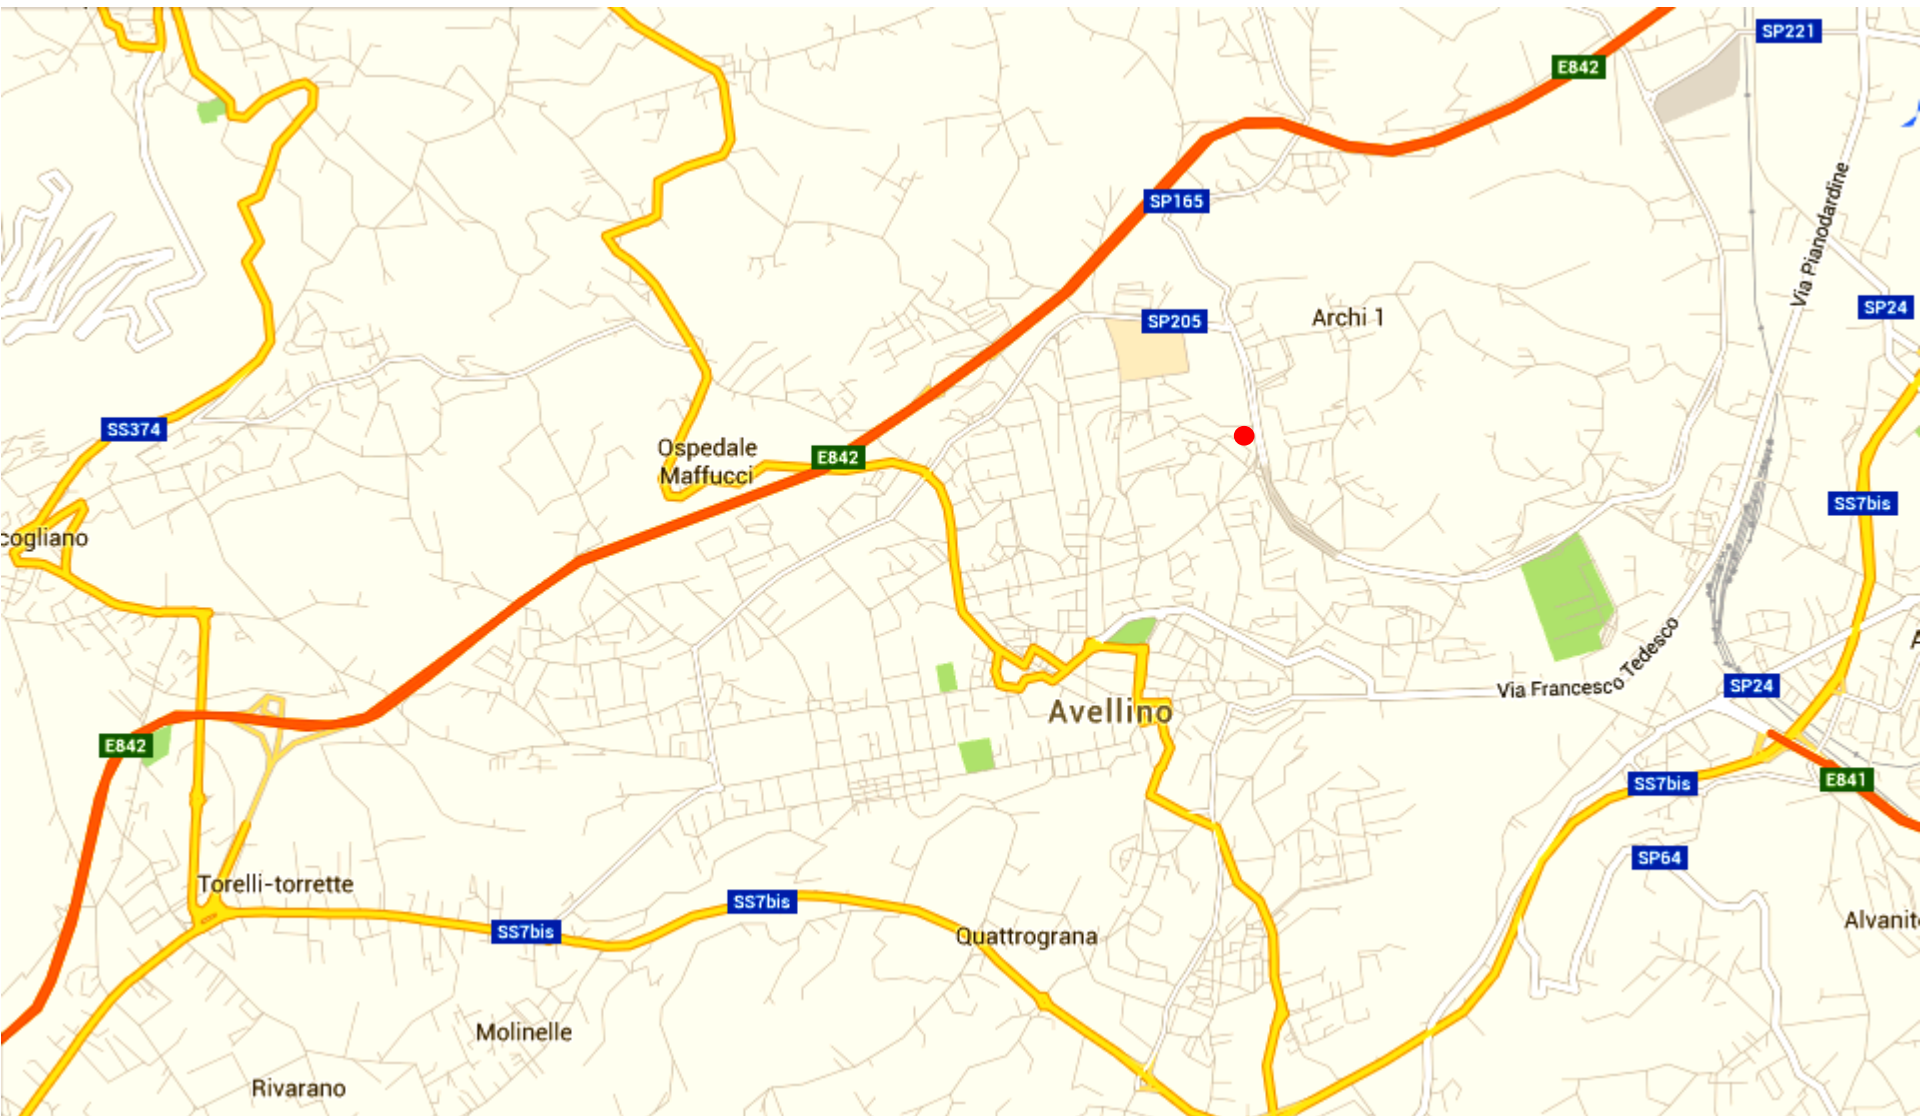 SP221
E842
Via Pianodardine
SP165
SP24
SP205
Archi 1
SS374
Ospedale
Maffucci
E842
SS7bis
cogliano
Via Francesco Tedesco
SP24
Avellino
E842
E841
SS7bis
SP64
Torelli-torrette
SS7bis
SS7bis
Alvanit
Quattrograna
Molinelle
Rivarano